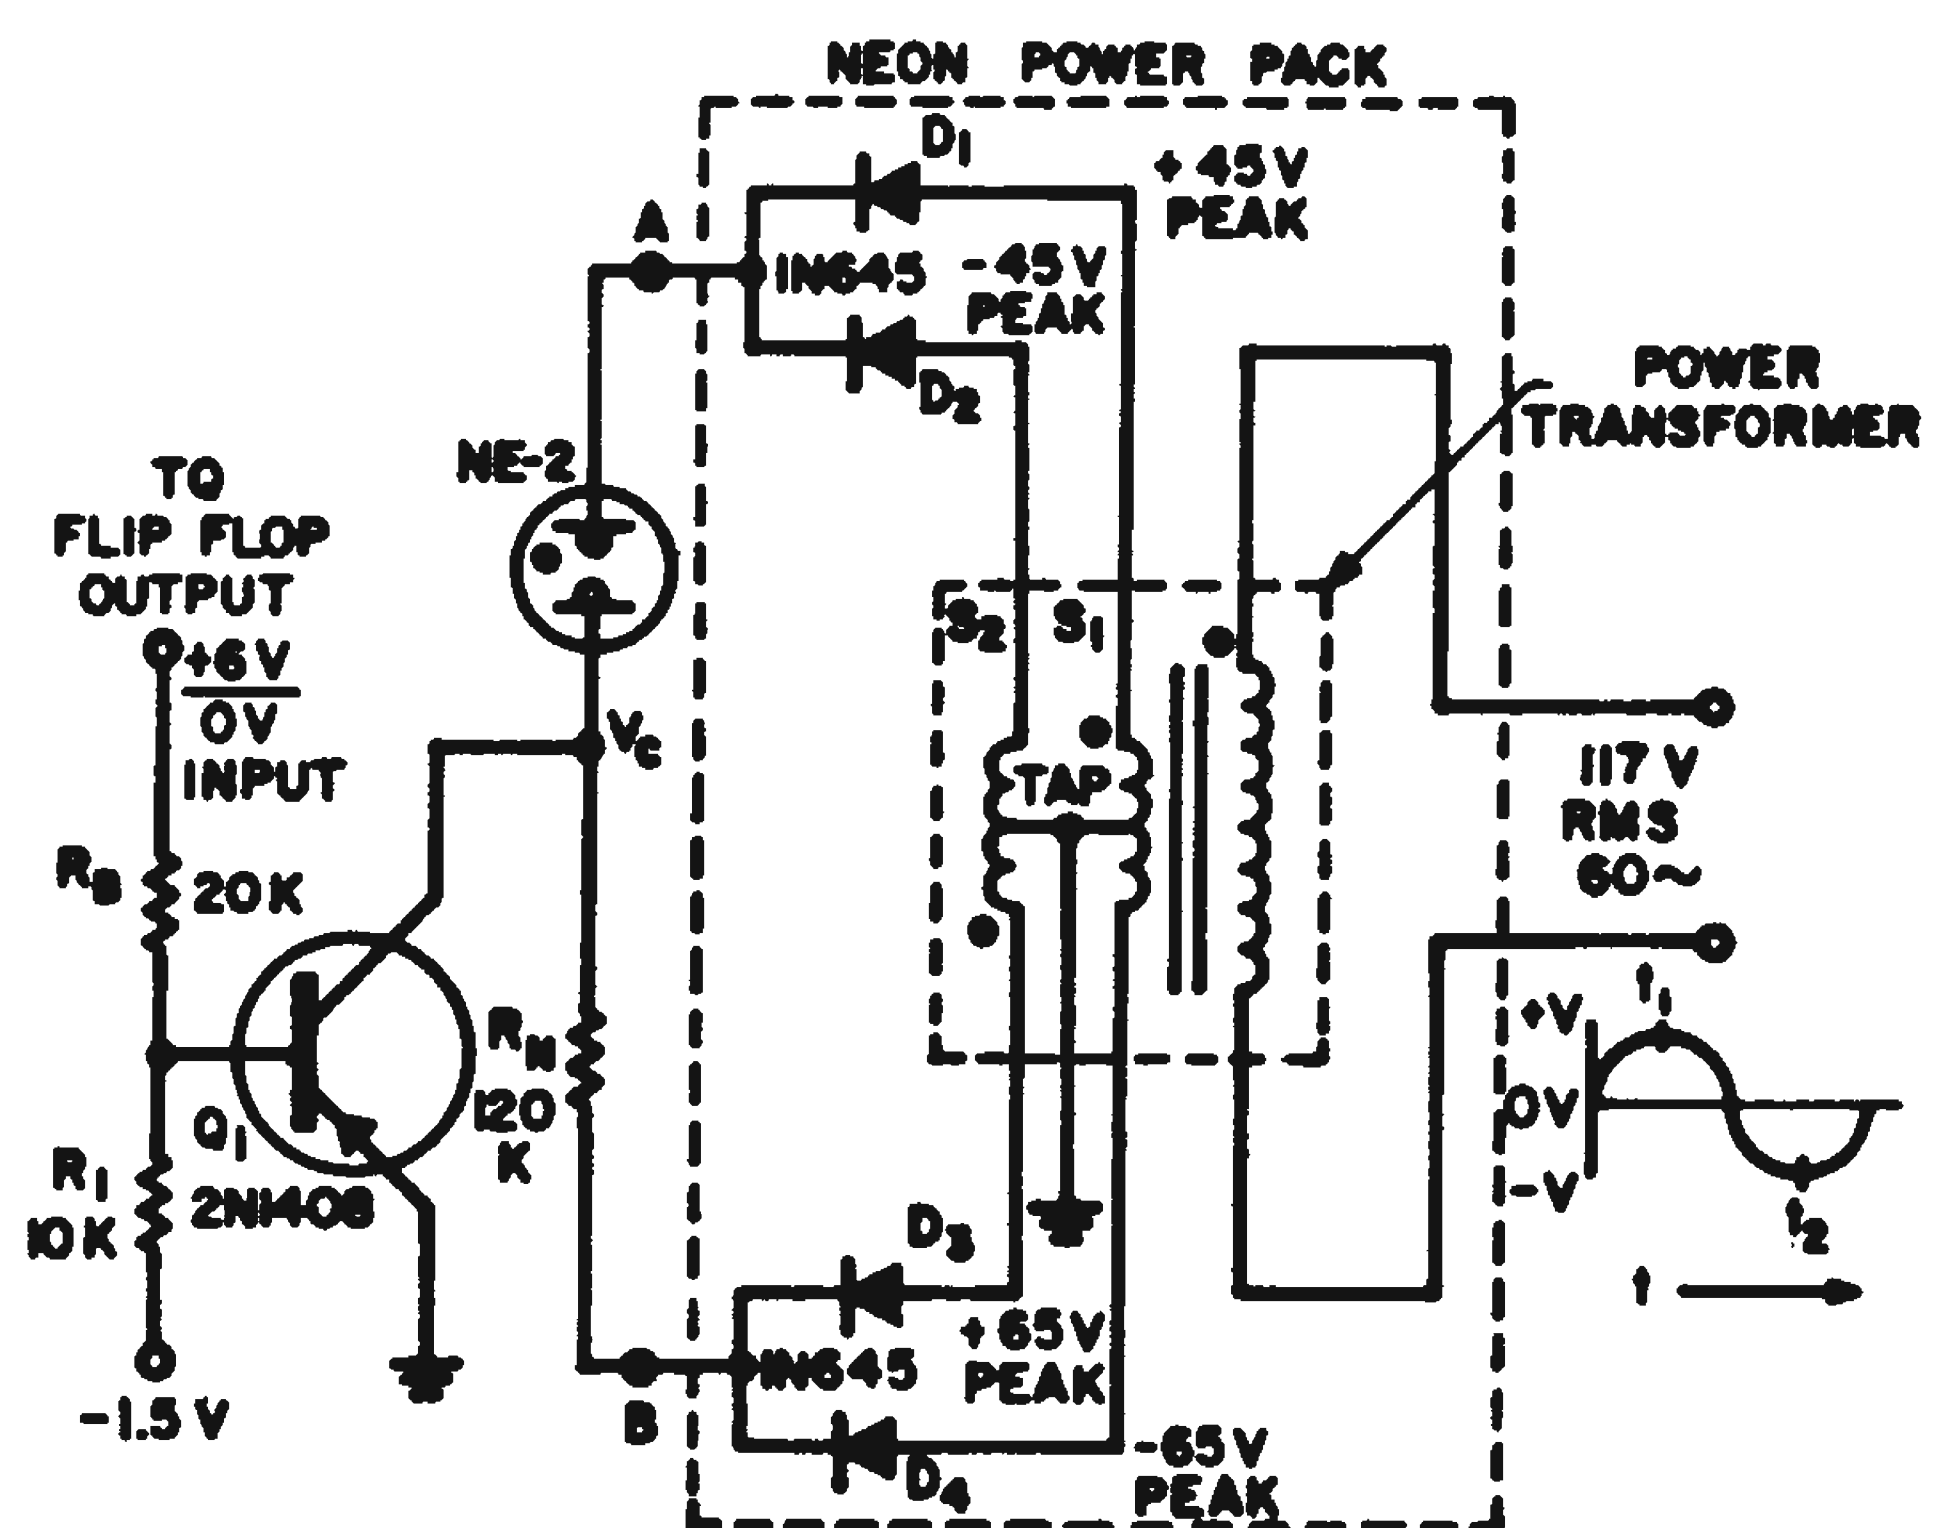 NEON POWER PACK
D1
+45V
PEAK
A
1N645
-45V
PEAK
D2
POWER
TRANSFORMER
NE-2
TO
FLIP FLOP
OUTPUT
+6V
0V
INPUT
S2
S1
VC
TAP
117 V
RMS
60~
RB
20K
t1
+V
0V
-V
t2
t
RN
120
K
Q1
2N1408
R1
10K
D3
+65V
PEAK
1N645
B
-1.5V
D4
-65V
PEAK